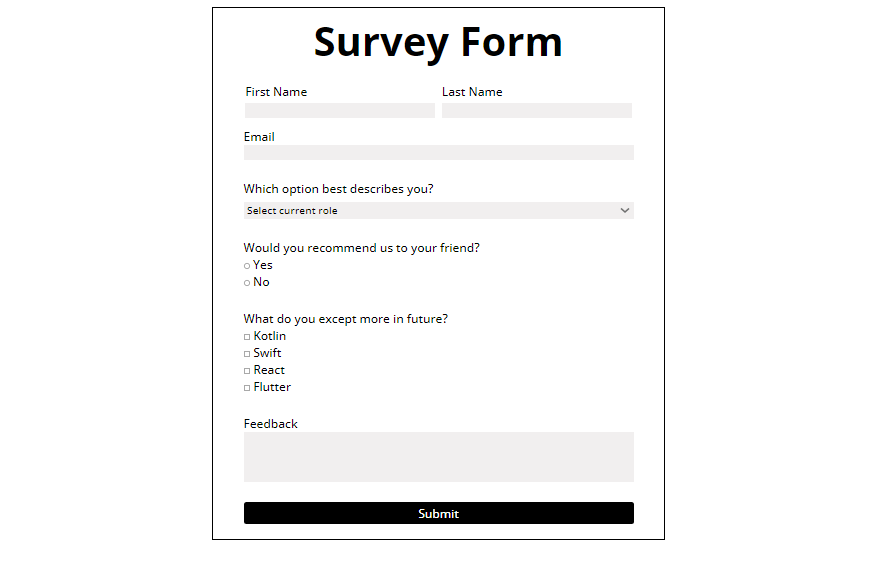 Survey Form
First Name Last Name
Email
Which option best describes you?
Select current role
Would you recommend us to your friend?
Yes
No
What do you except more in future?
Kotlin
Swift
React
Flutter
Feedback
Submit